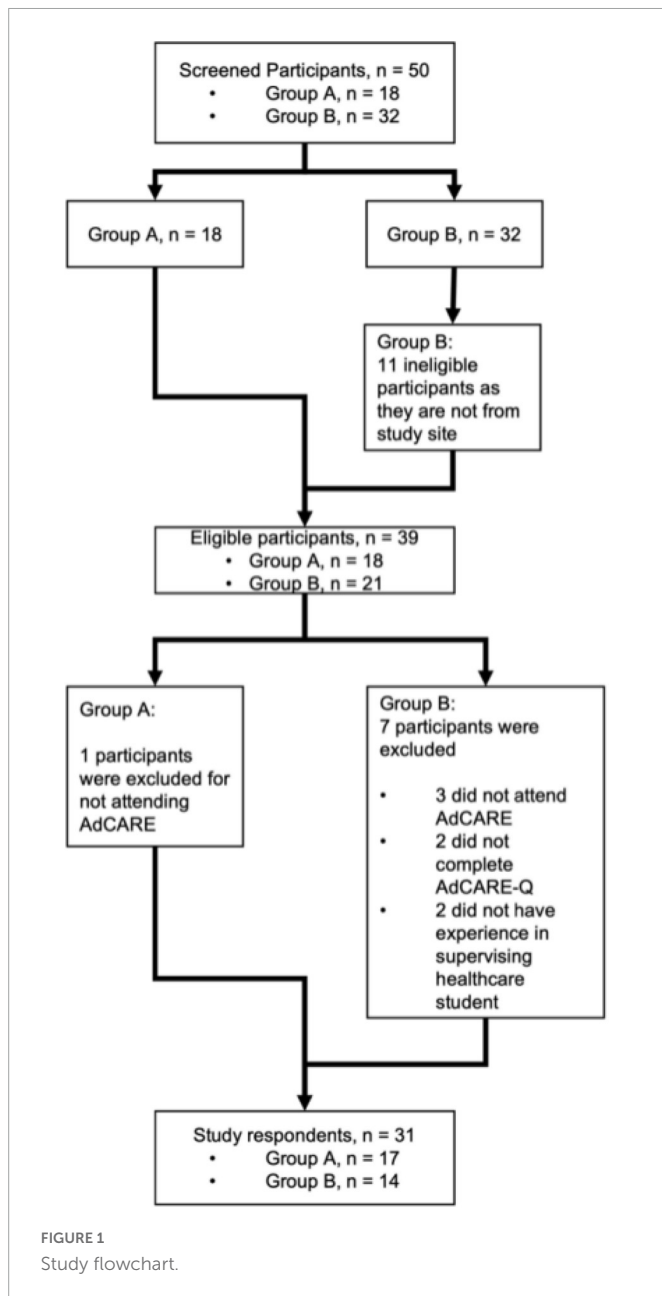 Screened Participants, n = 50
• Group A, n = 18
• Group B, n = 32
Group A, n = 18
Group B, n = 32
Group B:
11 ineligible
participants as
they are not from
study site
Eligible participants, n = 39
• Group A, n = 18
• Group B, n = 21
Group A:
1 participants
were excluded for
not attending
AdCARE
Group B:
7 participants were
excluded
• 3 did not attend
AdCARE
• 2 did not
complete
AdCARE-Q
• 2 did not have
experience in
supervising
healthcare
student
Study respondents, n = 31
• Group A, n = 17
• Group B, n = 14
FIGURE 1
Study flowchart.